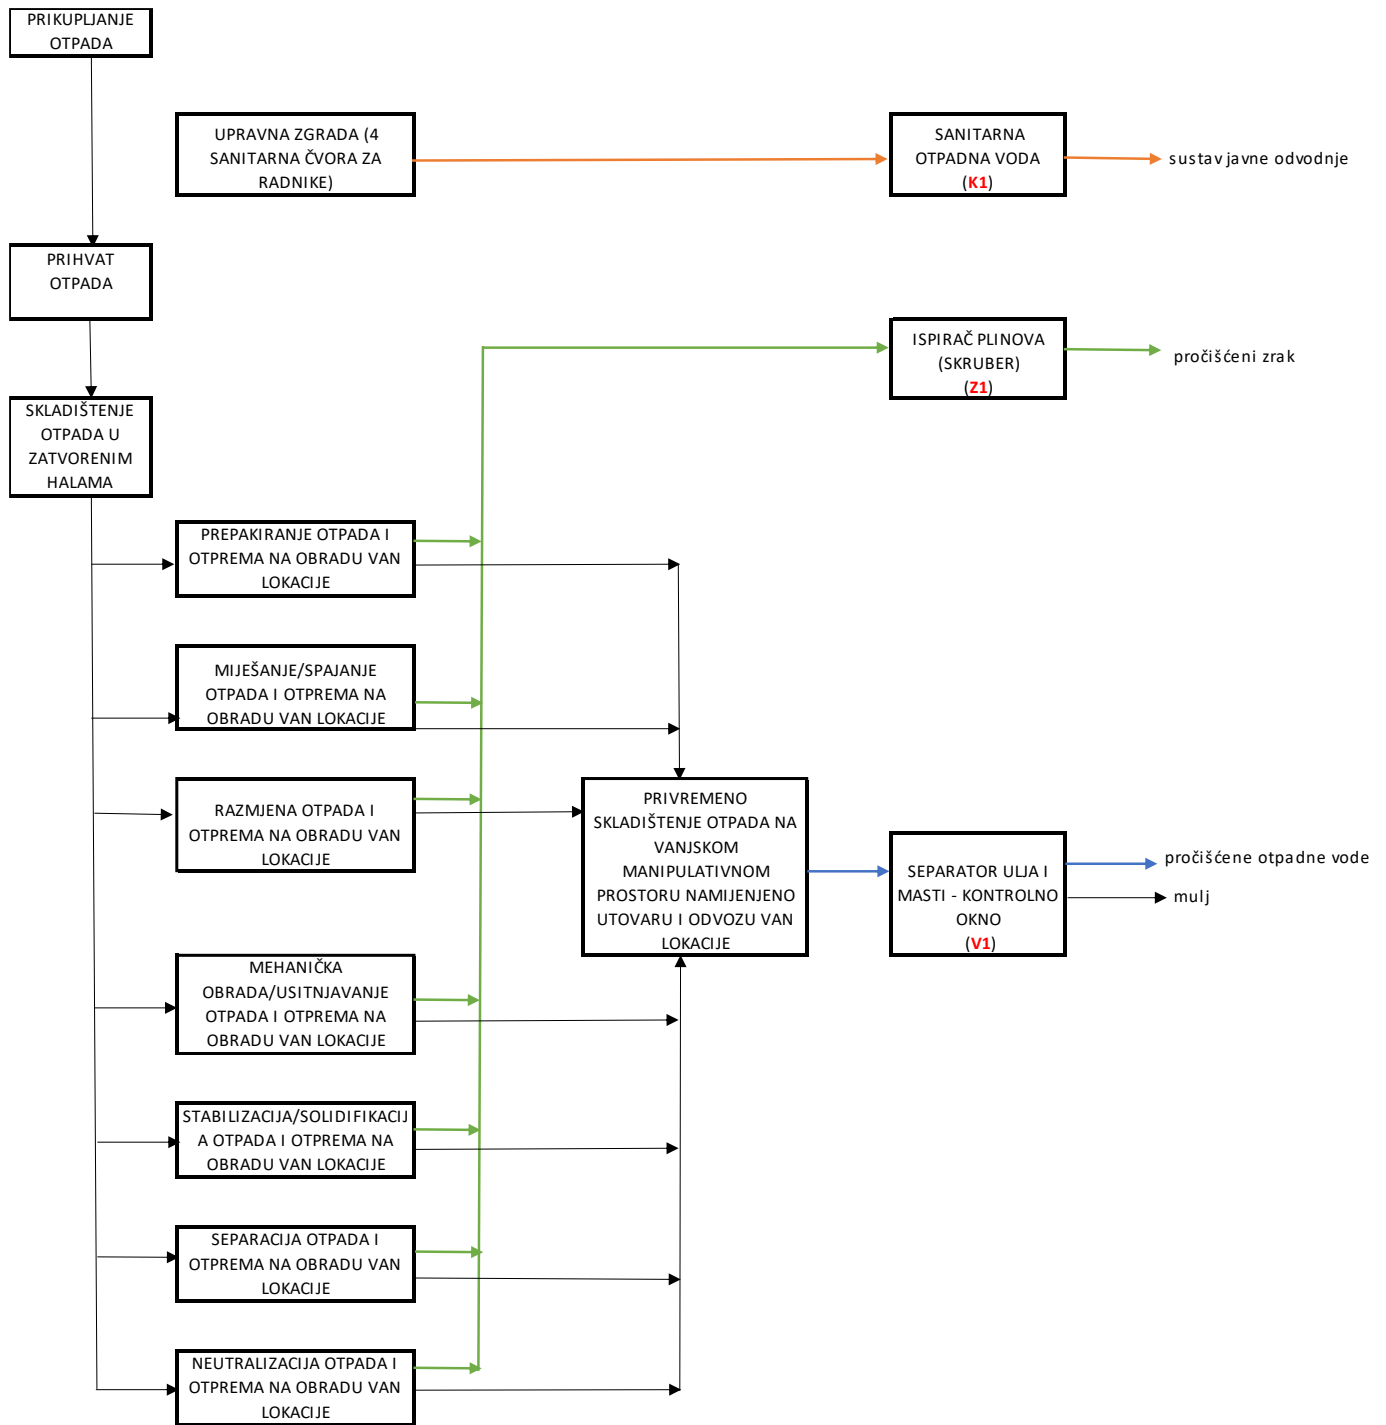 PRIKUPLJANJE
OTPADA
UPRAVNA ZGRADA (4
SANITARNA ČVORA ZA
RADNIKE)
SANITARNA
OTPADNA VODA
(K1)
sustav javne odvodnje
PRIHVAT
OTPADA
ISPIRAČ PLINOVA
(SKRUBER)
(Z1)
pročišćeni zrak
SKLADIŠTENJE
OTPADA U
ZATVORENIM
HALAMA
PREPAKIRANJE OTPADA I
OTPREMA NA OBRADU VAN
LOKACIJE
MIJEŠANJE/SPAJANJE
OTPADA I OTPREMA NA
OBRADU VAN LOKACIJE
RAZMJENA OTPADA I
OTPREMA NA OBRADU VAN
LOKACIJE
PRIVREMENO
SKLADIŠTENJE OTPADA NA
VANJSKOM
MANIPULATIVNOM
PROSTORU NAMIJENJENO
UTOVARU I ODVOZU VAN
LOKACIJE
SEPARATOR ULJA I
MASTI - KONTROLNO
OKNO
(V1)
pročišćene otpadne vode
mulj
MEHANIČKA
OBRADA/USITNJAVANJE
OTPADA I OTPREMA NA
OBRADU VAN LOKACIJE
STABILIZACIJA/SOLIDIFIKACIJ
A OTPADA I OTPREMA NA
OBRADU VAN LOKACIJE
SEPARACIJA OTPADA I
OTPREMA NA OBRADU VAN
LOKACIJE
NEUTRALIZACIJA OTPADA I
OTPREMA NA OBRADU VAN
LOKACIJE